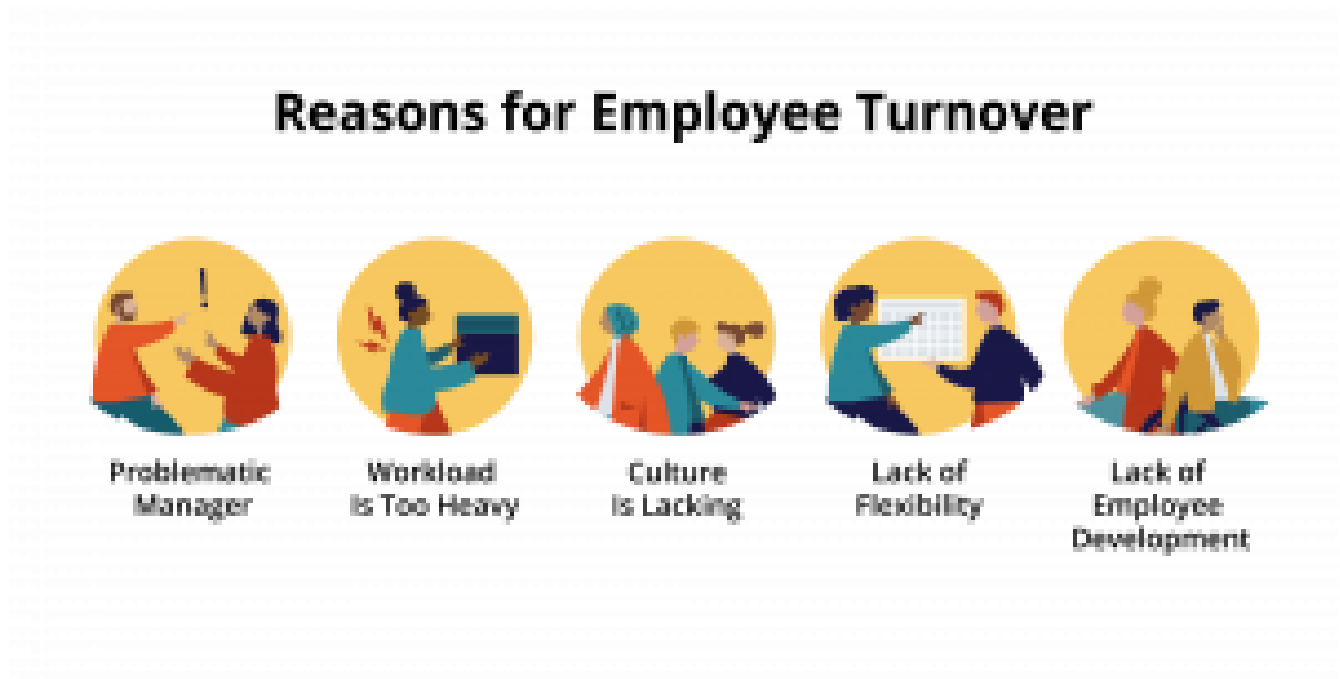 Reasons for Employee Turnover
Problematic
Manager
Workload
Is Too Heavy
Culture
Is Lacking
Lack of
Flexibility
Lack of
Employee
Development